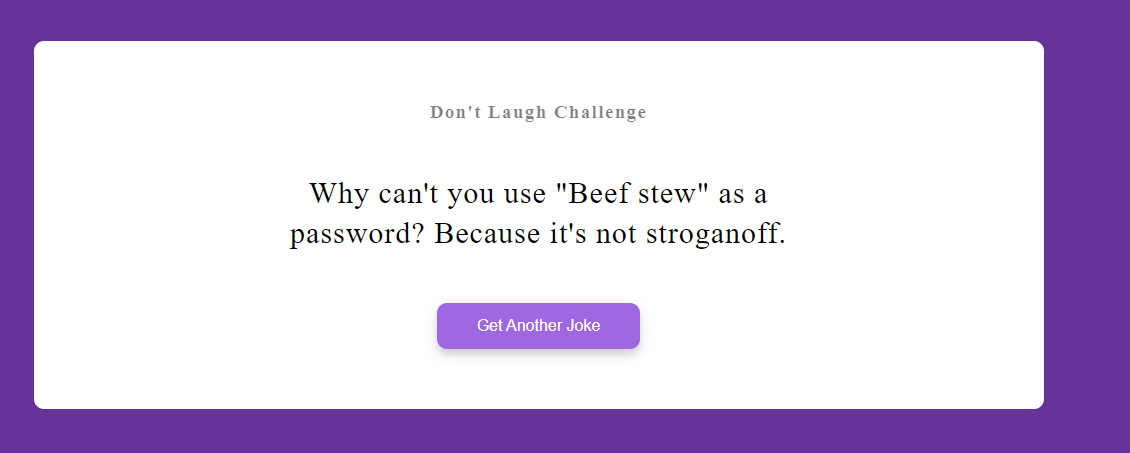 Don't Laugh Challenge
Why can't you use "Beef stew" as a
password? Because it's not stroganoff.
Get Another Joke